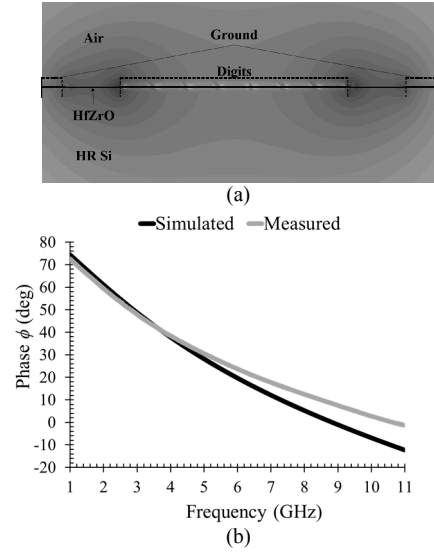 Air
Ground
Digits
HfZrO
HR Si
(a)
Simulated Measured
Phase ϕ (deg)
80
70
60
50
40
30
20
10
0
-10
-20
1 2 3 4 5 6 7 8 9 10 11
Frequency (GHz)
(b)